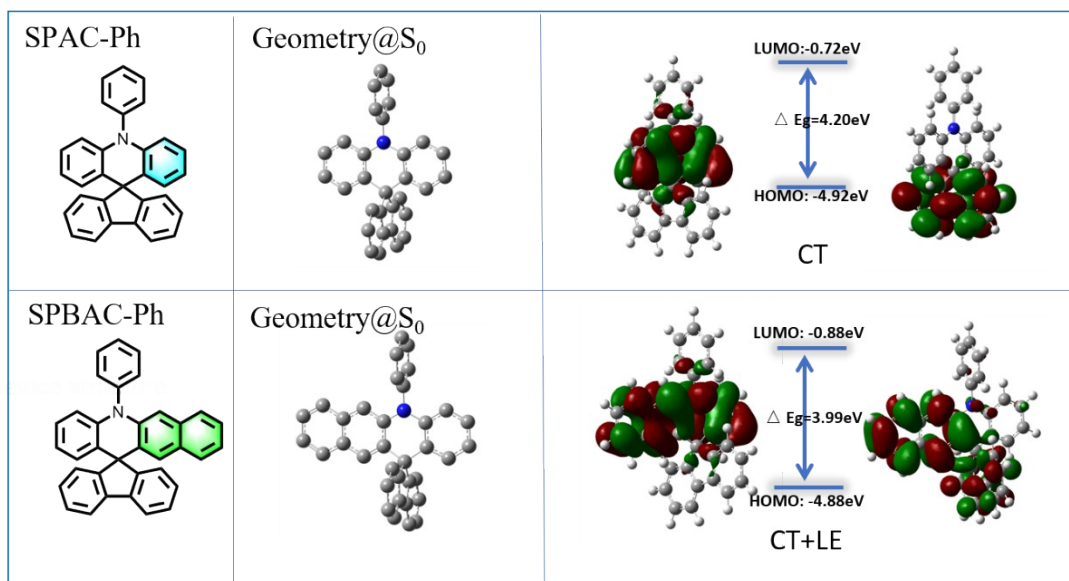 SPAC-Ph
N
Geometry@S₀
LUMO:-0.72eV
△ Eg=4.20eV
HOMO: -4.92eV
CT
SPBAC-Ph
N
Geometry@S₀
LUMO: -0.88eV
△ Eg=3.99eV
HOMO: -4.88eV
CT+LE